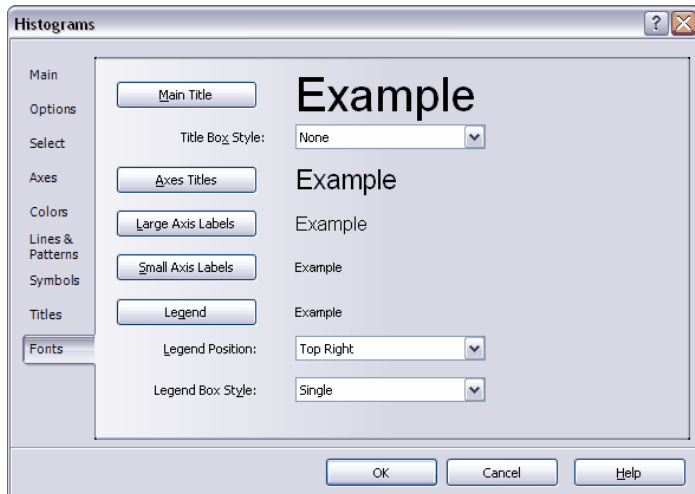 Histograms
?
Main
Options
Select
Axes
Colors
Lines &
Patterns
Symbols
Titles
Fonts
Main Title
Example
Title Box Style:
None
Axes Titles
Example
Large Axis Labels
Example
Small Axis Labels
Example
Legend
Example
Legend Position:
Top Right
Legend Box Style:
Single
OK
Cancel
Help